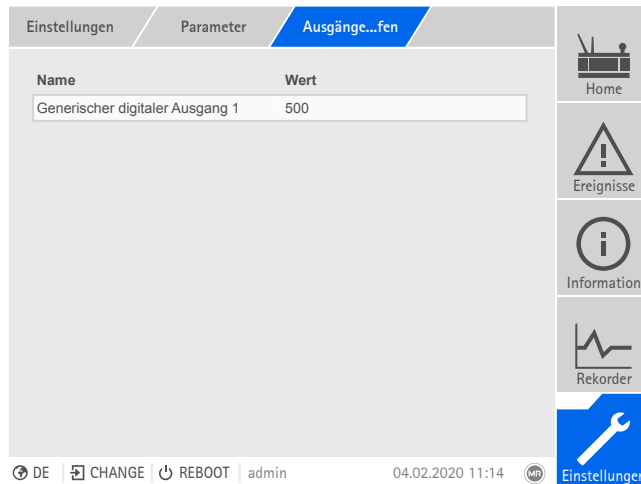 Einstellungen Parameter Ausgänge...fen
Name Wert
Generischer digitaler Ausgang 1 500
Home
Ereignisse
Information
Rekorder
Einstellungen
DE CHANGE REBOOT admin 04.02.2020 11:14 MR